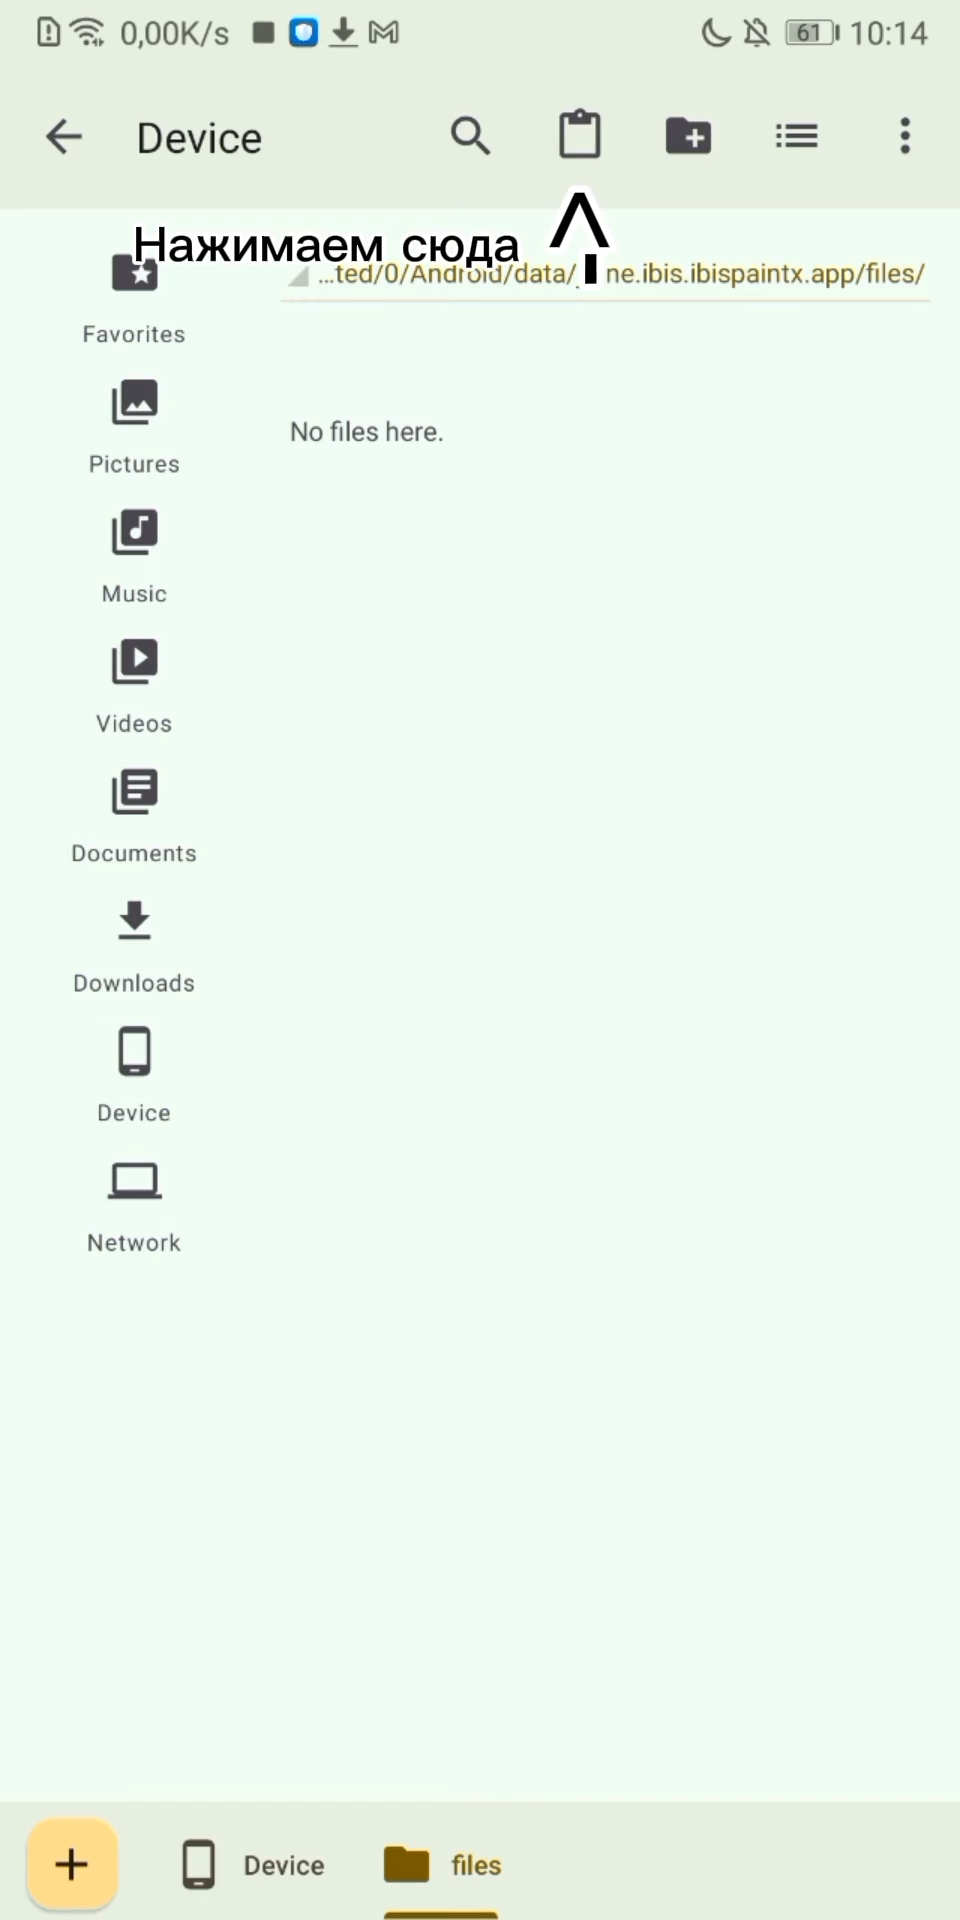 0,00K/s
61
10:14
Device
Нажимаем сюда
...ted/0/Android/data/ ne.ibis.ibispaintx.app/files/
Favorites
No files here.
Pictures
Music
Videos
Documents
Downloads
Device
Network
Device
files